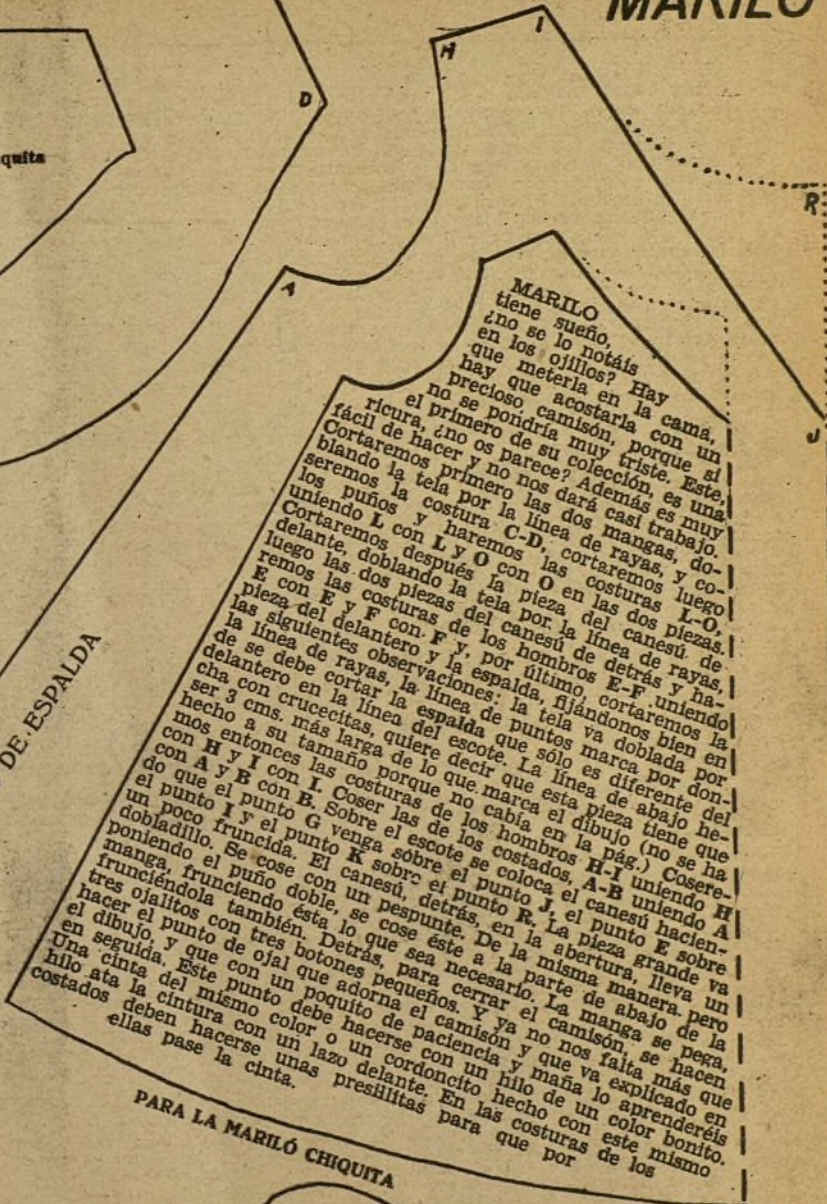 MARILO
H
I
D
quita
R
A
J
MARILO
tiene sueño,
¿no se lo notáis
en los ojillos? Hay
que meterla en la cama,
hay que acostarla con un
precioso camisón, porque si
no se pondría muy triste. Este,
el primero de su colección, es una
ricura, ¿no os parece? Además es muy
fácil de hacer y no nos dará casi trabajo.
Cortaremos primero las dos mangas, do-
blando la tela por la línea de rayas, y co-
seremos la costura C-D, cortaremos luego
los puños y haremos las costuras L-O,
uniendo L con L y O con O en las dos piezas.
Cortaremos después la pieza del canesú de
delante, doblando la tela por la línea de rayas,
luego las dos piezas del canesú de detrás y ha-
remos las costuras de los hombros E-F uniendo
E con E y F con F y, por último, cortaremos la
pieza del delantero y la espalda, fijándonos bien en
las siguientes observaciones: la tela va doblada por
la línea de rayas, la línea de puntos marca por don-
de se debe cortar la espalda que sólo es diferente del
delantero en la línea del escote. La línea de abajo he-
cha con crucecitas, quiere decir que esta pieza tiene que
ser 3 cms. más larga de lo que marca el dibujo (no se ha
hecho a su tamaño porque no cabía en la pág.) Cosere-
mos entonces las costuras de los hombros H-I uniendo H
con H y I con I. Coser las de los costados, A-B uniendo A
con A y B con B. Sobre el escote se coloca el canesú hacien-
do que el punto G venga sobre el punto J, el punto E sobre
el punto I y el punto K sobre el punto R. La pieza grande va
un poco fruncida. El canesú, detrás, en la abertura, lleva un
dobladillo. Se cose con un pespunte. De la misma manera pero
poniendo el puño doble, se cose éste a la parte de abajo de la
manga, frunciendo ésta lo que sea necesario. La manga se pega,
frunciéndola también. Detrás, para cerrar el camisón, se hacen
tres ojalitos con tres botones pequeños. Y ya no nos falta más que
hacer el punto de ojal que adorna el camisón y que va explicado en
el dibujo, y que con un poquito de paciencia y maña lo aprenderéis
en seguida. Este punto debe hacerse con un hilo de un color bonito.
Una cinta del mismo color o un cordoncito hecho con este mismo
hilo ata la cintura con un lazo delante. En las costuras de los
costados deben hacerse unas presillitas para que por
ellas pase la cinta.
DE ESPALDA
PARA LA MARILÓ CHIQUITA